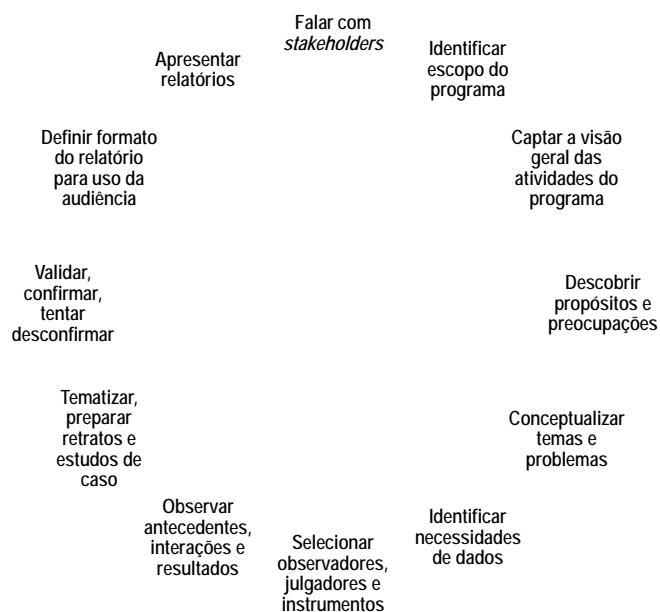 Falar com
stakeholders
Identificar
escopo do
programa
Captar a visão
geral das
atividades do
programa
Descobrir
propósitos e
preocupações
Conceptualizar
temas e
problemas
Identificar
necessidades
de dados
Selecionar
observadores,
julgadores e
instrumentos
Observar
antecedentes,
interações e
resultados
Tematizar,
preparar
retratos e
estudos de
caso
Validar,
confirmar,
tentar
desconfirmar
Definir formato
do relatório
para uso da
audiência
Apresentar
relatórios